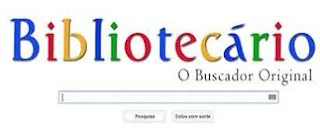 Bibliotecário
O Buscador Original
Pesquisa Estou com sorte